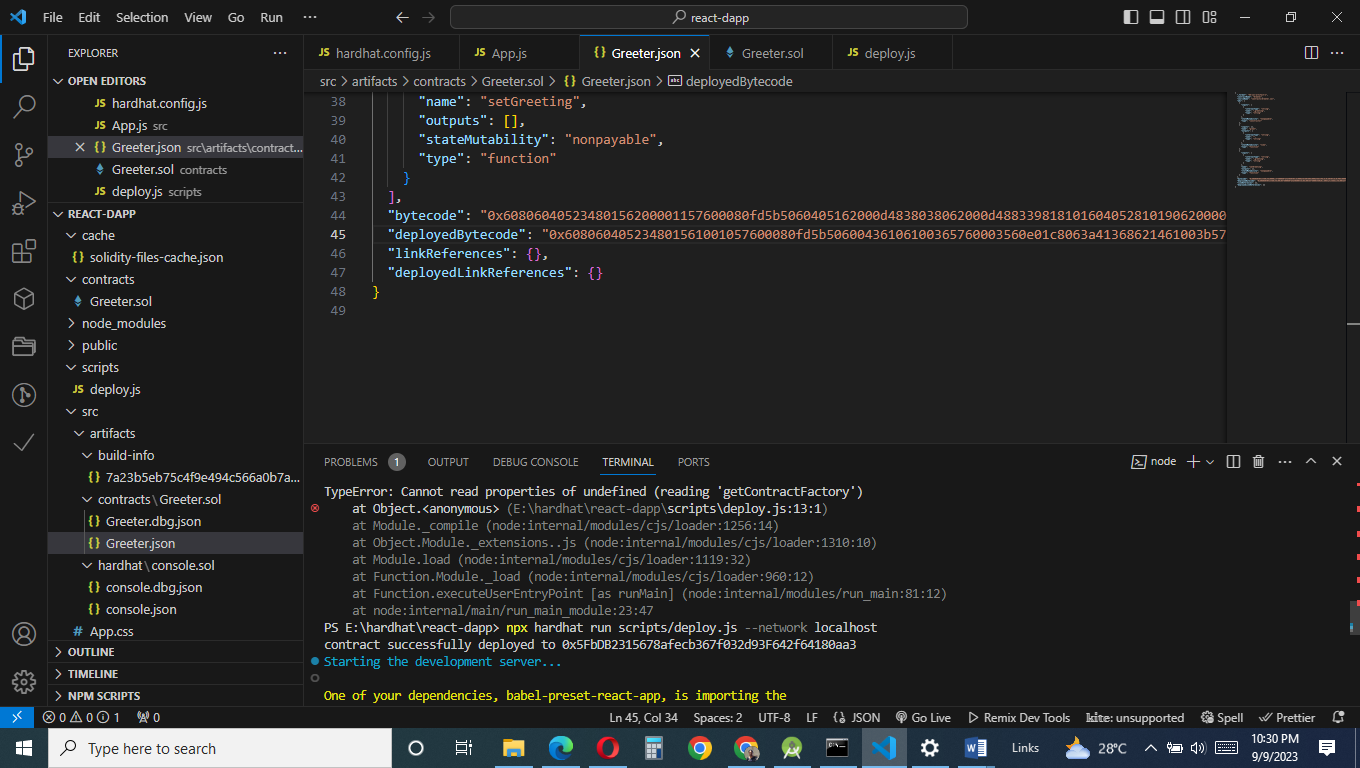 File Edit Selection View Go Run ···
react-dapp
EXPLORER
OPEN EDITORS
JS hardhat.config.js
JS App.js src
{} Greeter.json src\artifacts\contract...
Greeter.sol contracts
JS deploy.js scripts
REACT-DAPP
cache
{} solidity-files-cache.json
contracts
Greeter.sol
node_modules
public
scripts
JS deploy.js
src
artifacts
build-info
{} 7a23b5eb75c4f9e494c566a0b7a...
contracts\Greeter.sol
{} Greeter.dbg.json
{} Greeter.json
hardhat\console.sol
{} console.dbg.json
{} console.json
# App.css
OUTLINE
TIMELINE
NPM SCRIPTS
JS hardhat.config.js JS App.js {} Greeter.json Greeter.sol JS deploy.js
src > artifacts > contracts > Greeter.sol > {} Greeter.json > abc deployedBytecode
38 "name": "setGreeting",
39 "outputs": [],
40 "stateMutability": "nonpayable",
41 "type": "function"
42 }
43 ],
44 "bytecode": "0x60806040523480156200001157600080fd5b5060405162000d4838038062000d4883398181016040528101906200000
45 "deployedBytecode": "0x608060405234801561001057600080fd5b50600436106100365760003560e01c8063a41368621461003b57
46 "linkReferences": {},
47 "deployedLinkReferences": {}
48 }
49
PROBLEMS 1 OUTPUT DEBUG CONSOLE TERMINAL PORTS
node
TypeError: Cannot read properties of undefined (reading 'getContractFactory')
at Object.<anonymous> (E:\hardhat\react-dapp\scripts\deploy.js:13:1)
at Module._compile (node:internal/modules/cjs/loader:1256:14)
at Object.Module._extensions..js (node:internal/modules/cjs/loader:1310:10)
at Module.load (node:internal/modules/cjs/loader:1119:32)
at Function.Module._load (node:internal/modules/cjs/loader:960:12)
at Function.executeUserEntryPoint [as runMain] (node:internal/modules/run_main:81:12)
at node:internal/main/run_main_module:23:47
PS E:\hardhat\react-dapp> npx hardhat run scripts/deploy.js --network localhost
contract successfully deployed to 0x5FbDB2315678afecb367f032d93F642f64180aa3
Starting the development server...
One of your dependencies, babel-preset-react-app, is importing the
0 0 1 0 Ln 45, Col 34 Spaces: 2 UTF-8 LF {} JSON Go Live Remix Dev Tools kite: unsupported Spell Prettier
Type here to search
Links 28°C 10:30 PM
9/9/2023